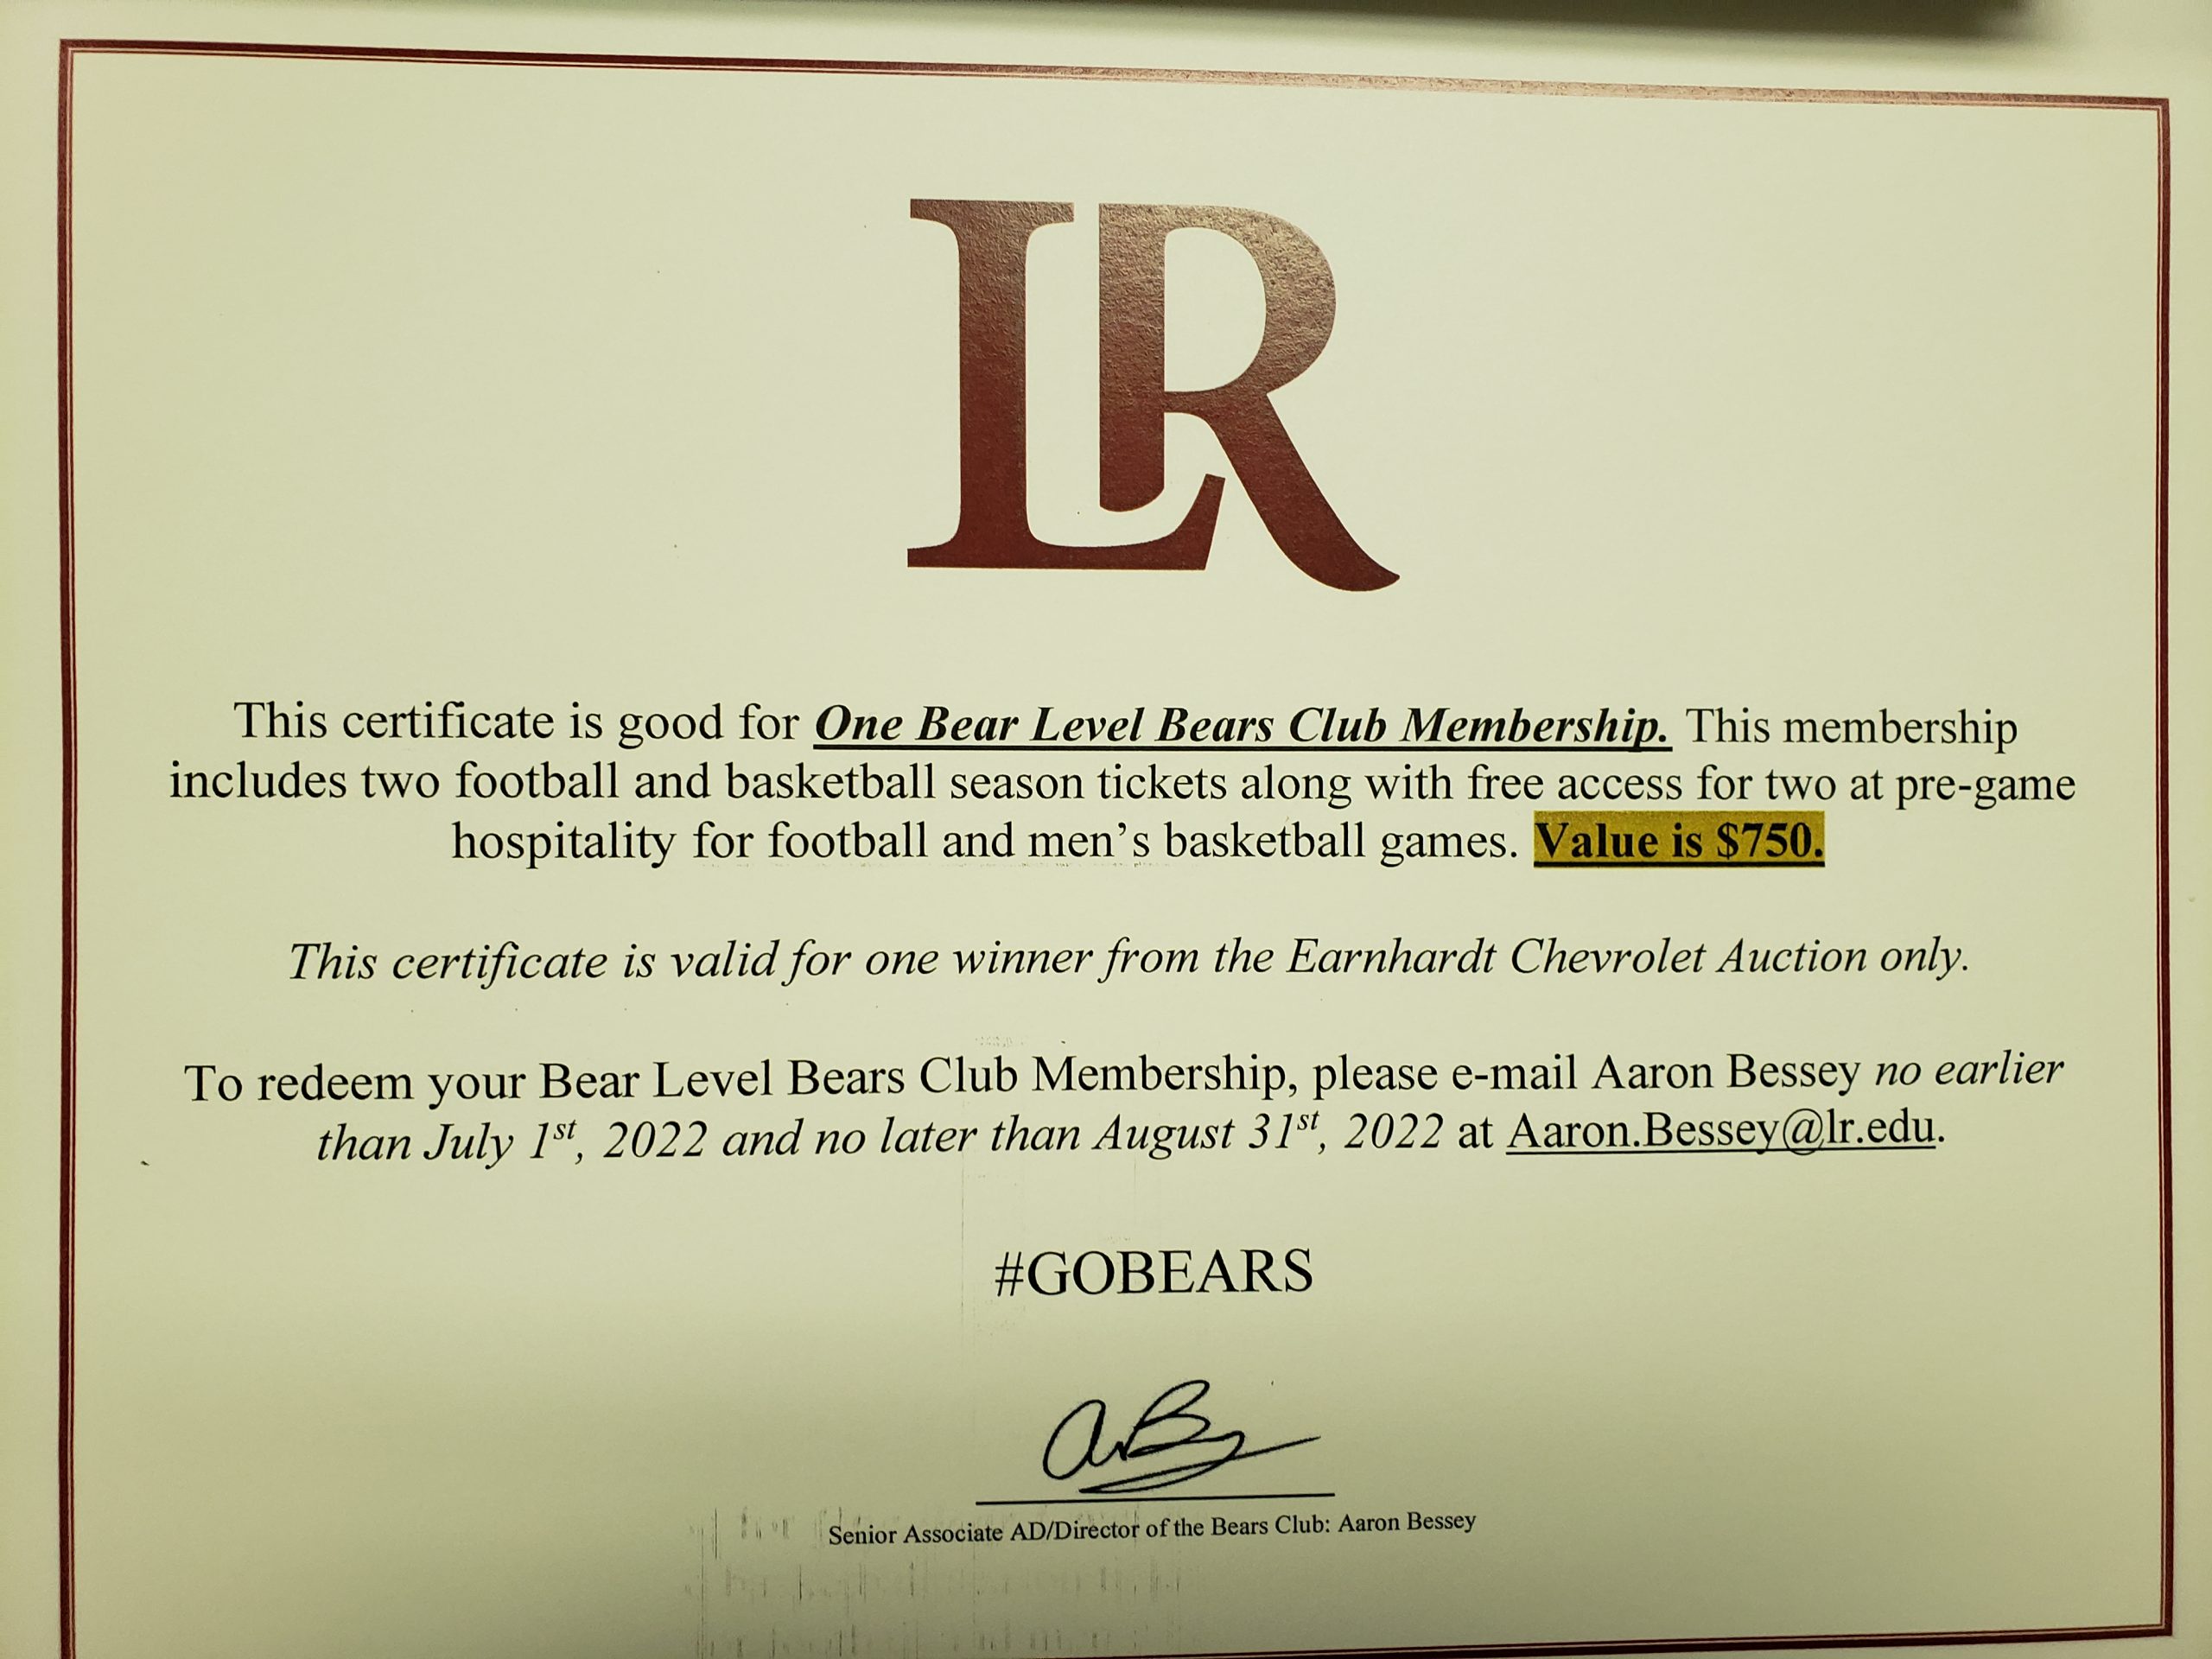 LR
This certificate is good for One Bear Level Bears Club Membership. This membership
includes two football and basketball season tickets along with free access for two at pre-game
hospitality for football and men’s basketball games. Value is $750.
This certificate is valid for one winner from the Earnhardt Chevrolet Auction only.
To redeem your Bear Level Bears Club Membership, please e-mail Aaron Bessey no earlier
than July 1st, 2022 and no later than August 31st, 2022 at Aaron.Bessey@lr.edu.
#GOBEARS
Senior Associate AD/Director of the Bears Club: Aaron Bessey